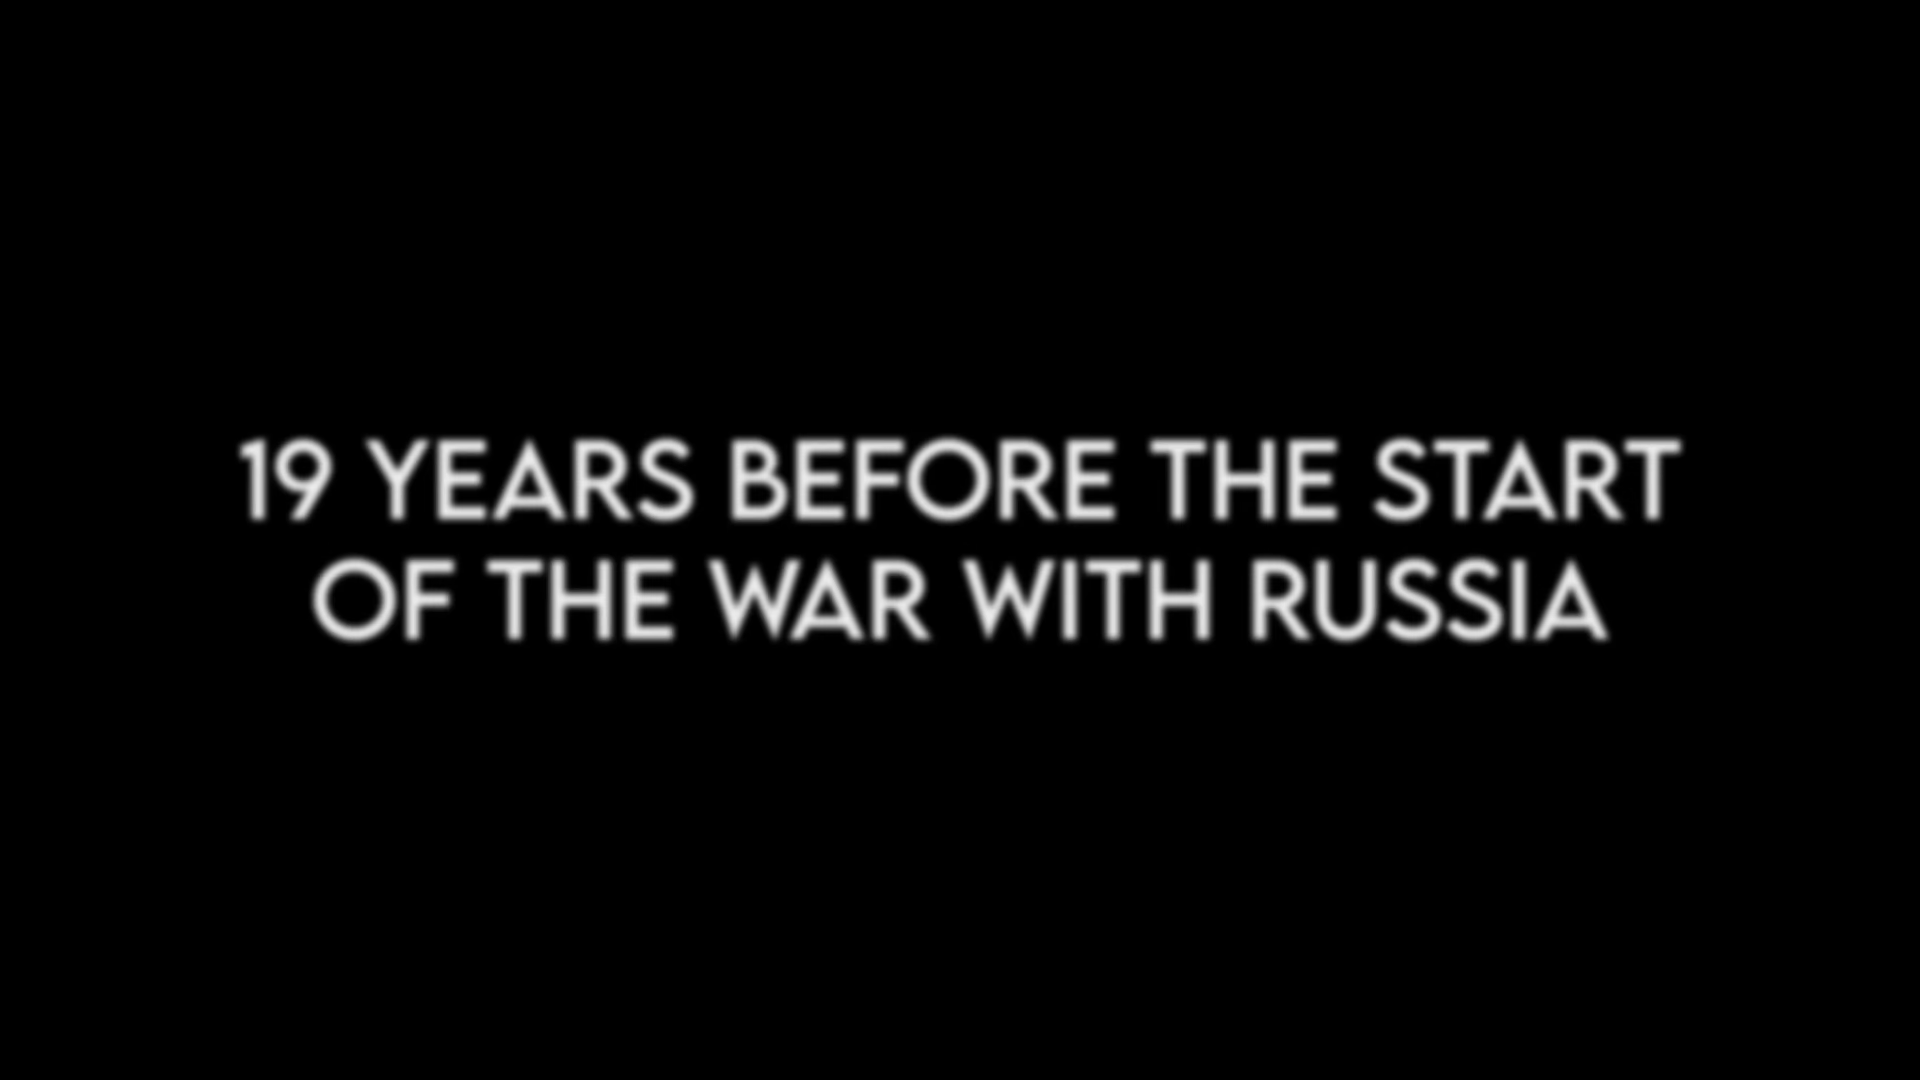 19 YEARS BEFORE THE START
OF THE WAR WITH RUSSIA